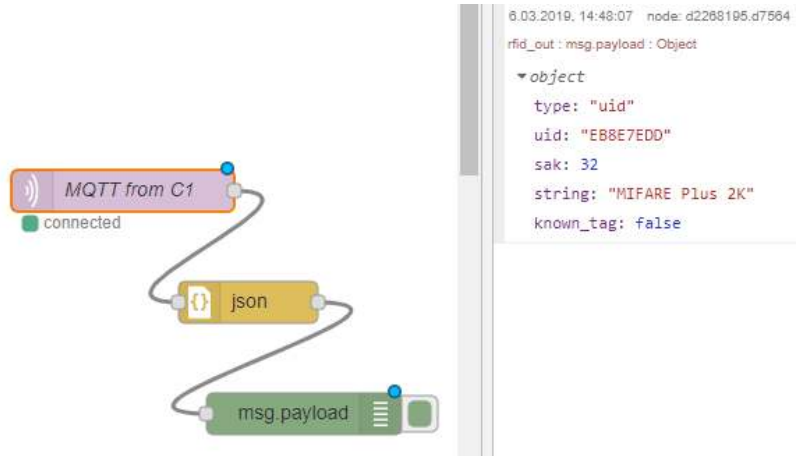 MQTT from C1
connected
{}
json
msg.payload
6.03.2019, 14:48:07 node: d2268195.d7564
rfid_out : msg.payload : Object
object
type: "uid"
uid: "EB8E7EDD"
sak: 32
string: "MIFARE Plus 2K"
known_tag: false